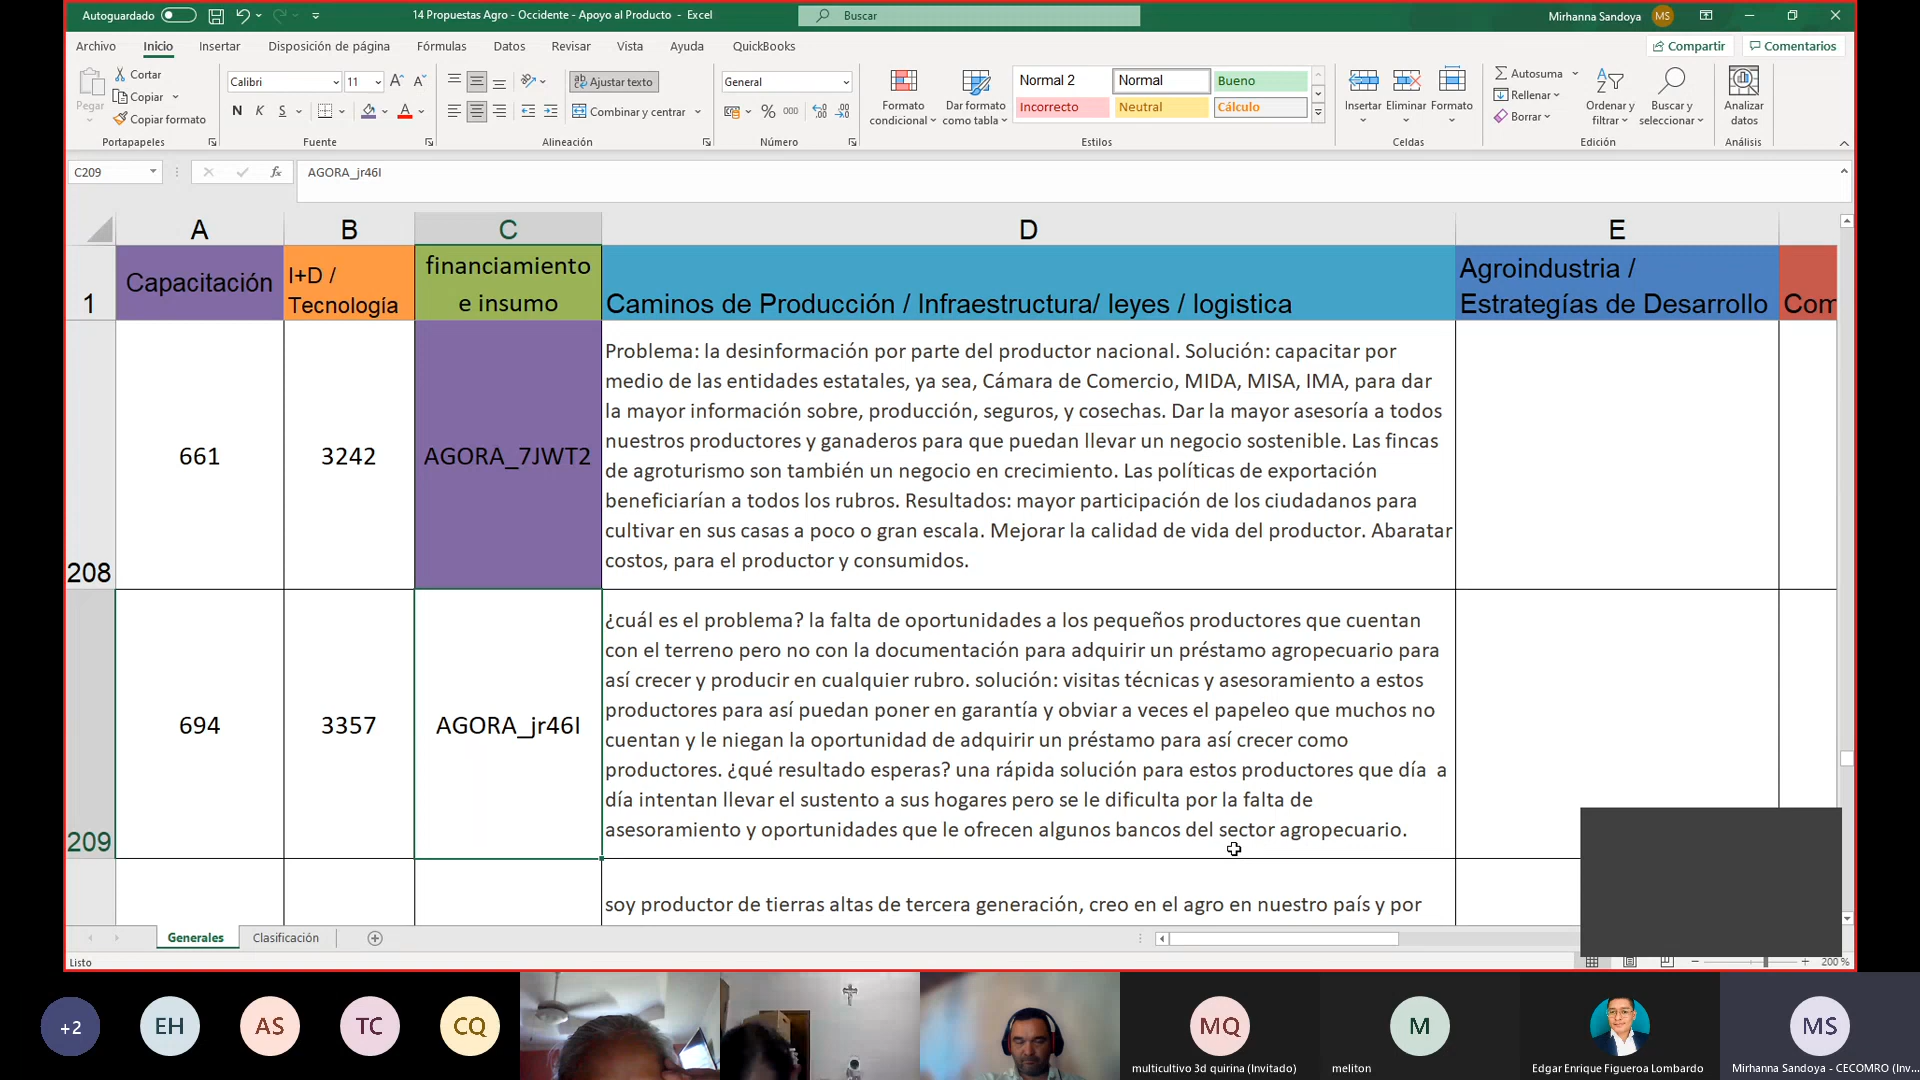 Autoguardado
14 Propuestas Agro - Occidente - Apoyo al Producto - Excel
Buscar
Mirhanna Sandoya
MS
Archivo Inicio Insertar Disposición de página Fórmulas Datos Revisar Vista Ayuda QuickBooks
Compartir
Comentarios
Pegar
Cortar
Copiar
Copiar formato
Portapapeles
Calibri
11
N K S
Fuente
Ajustar texto
Combinar y centrar
Alineación
General
% 000
Número
Formato condicional
Dar formato como tabla
Normal 2
Normal
Bueno
Incorrecto
Neutral
Cálculo
Estilos
Insertar Eliminar Formato
Celdas
Autosuma
Rellenar
Borrar
Ordenar y filtrar
Buscar y seleccionar
Edición
Analizar datos
Análisis
C209
fx
AGORA_jr46I
A B C D E
1
Capacitación
I+D /
Tecnología
financiamiento
e insumo
Caminos de Producción / Infraestructura/ leyes / logistica
Agroindustria /
Estrategías de Desarrollo
Com
208
661
3242
AGORA_7JWT2
Problema: la desinformación por parte del productor nacional. Solución: capacitar por
medio de las entidades estatales, ya sea, Cámara de Comercio, MIDA, MISA, IMA, para dar
la mayor información sobre, producción, seguros, y cosechas. Dar la mayor asesoría a todos
nuestros productores y ganaderos para que puedan llevar un negocio sostenible. Las fincas
de agroturismo son también un negocio en crecimiento. Las políticas de exportación
beneficiarían a todos los rubros. Resultados: mayor participación de los ciudadanos para
cultivar en sus casas a poco o gran escala. Mejorar la calidad de vida del productor. Abaratar
costos, para el productor y consumidos.
209
694
3357
AGORA_jr46I
¿cuál es el problema? la falta de oportunidades a los pequeños productores que cuentan
con el terreno pero no con la documentación para adquirir un préstamo agropecuario para
así crecer y producir en cualquier rubro. solución: visitas técnicas y asesoramiento a estos
productores para así puedan poner en garantía y obviar a veces el papeleo que muchos no
cuentan y le niegan la oportunidad de adquirir un préstamo para así crecer como
productores. ¿qué resultado esperas? una rápida solución para estos productores que día a
día intentan llevar el sustento a sus hogares pero se le dificulta por la falta de
asesoramiento y oportunidades que le ofrecen algunos bancos del sector agropecuario.
soy productor de tierras altas de tercera generación, creo en el agro en nuestro país y por
Generales
Clasificación
Listo
200 %
+2
EH
AS
TC
CQ
MQ
multicultivo 3d quirina (Invitado)
M
meliton
Edgar Enrique Figueroa Lombardo
MS
Mirhanna Sandoya - CECOMRO (Inv...